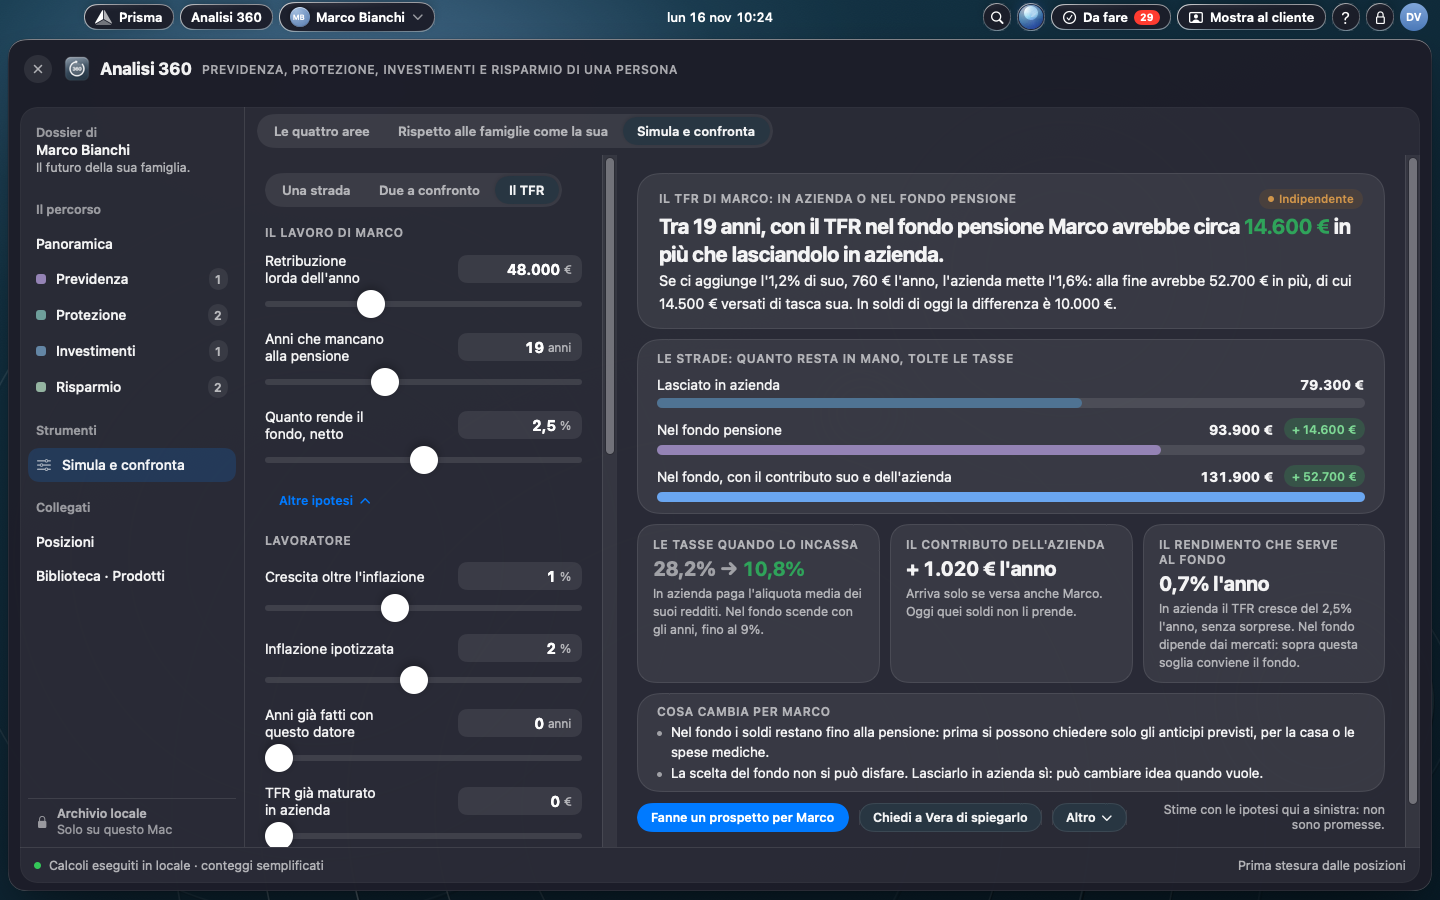 Prisma
Analisi 360
MB Marco Bianchi
lun 16 nov 10:24
Da fare 29
Mostra al cliente
?
DV
360
Analisi 360 PREVIDENZA, PROTEZIONE, INVESTIMENTI E RISPARMIO DI UNA PERSONA
Dossier di
Marco Bianchi
Il futuro della sua famiglia.
Il percorso
Panoramica
Previdenza 1
Protezione 2
Investimenti 1
Risparmio 2
Strumenti
Simula e confronta
Collegati
Posizioni
Biblioteca · Prodotti
Archivio locale
Solo su questo Mac
Le quattro aree
Rispetto alle famiglie come la sua
Simula e confronta
Una strada
Due a confronto
Il TFR
IL LAVORO DI MARCO
Retribuzione
lorda dell'anno
48.000 €
Anni che mancano
alla pensione
19 anni
Quanto rende il
fondo, netto
2,5 %
Altre ipotesi
LAVORATORE
Crescita oltre l'inflazione
1 %
Inflazione ipotizzata
2 %
Anni già fatti con
questo datore
0 anni
TFR già maturato
in azienda
0 €
IL TFR DI MARCO: IN AZIENDA O NEL FONDO PENSIONE
Indipendente
Tra 19 anni, con il TFR nel fondo pensione Marco avrebbe circa 14.600 € in
più che lasciandolo in azienda.
Se ci aggiunge l'1,2% di suo, 760 € l'anno, l'azienda mette l'1,6%: alla fine avrebbe 52.700 € in più, di cui
14.500 € versati di tasca sua. In soldi di oggi la differenza è 10.000 €.
LE STRADE: QUANTO RESTA IN MANO, TOLTE LE TASSE
Lasciato in azienda 79.300 €
Nel fondo pensione 93.900 € + 14.600 €
Nel fondo, con il contributo suo e dell'azienda 131.900 € + 52.700 €
LE TASSE QUANDO LO INCASSA
28,2% → 10,8%
In azienda paga l'aliquota media dei
suoi redditi. Nel fondo scende con
gli anni, fino al 9%.
IL CONTRIBUTO DELL'AZIENDA
+ 1.020 € l'anno
Arriva solo se versa anche Marco.
Oggi quei soldi non li prende.
IL RENDIMENTO CHE SERVE
AL FONDO
0,7% l'anno
In azienda il TFR cresce del 2,5%
l'anno, senza sorprese. Nel fondo
dipende dai mercati: sopra questa
soglia conviene il fondo.
COSA CAMBIA PER MARCO
• Nel fondo i soldi restano fino alla pensione: prima si possono chiedere solo gli anticipi previsti, per la casa o le
spese mediche.
• La scelta del fondo non si può disfare. Lasciarlo in azienda sì: può cambiare idea quando vuole.
Fanne un prospetto per Marco
Chiedi a Vera di spiegarlo
Altro
Stime con le ipotesi qui a sinistra: non
sono promesse.
Calcoli eseguiti in locale · conteggi semplificati
Prima stesura dalle posizioni